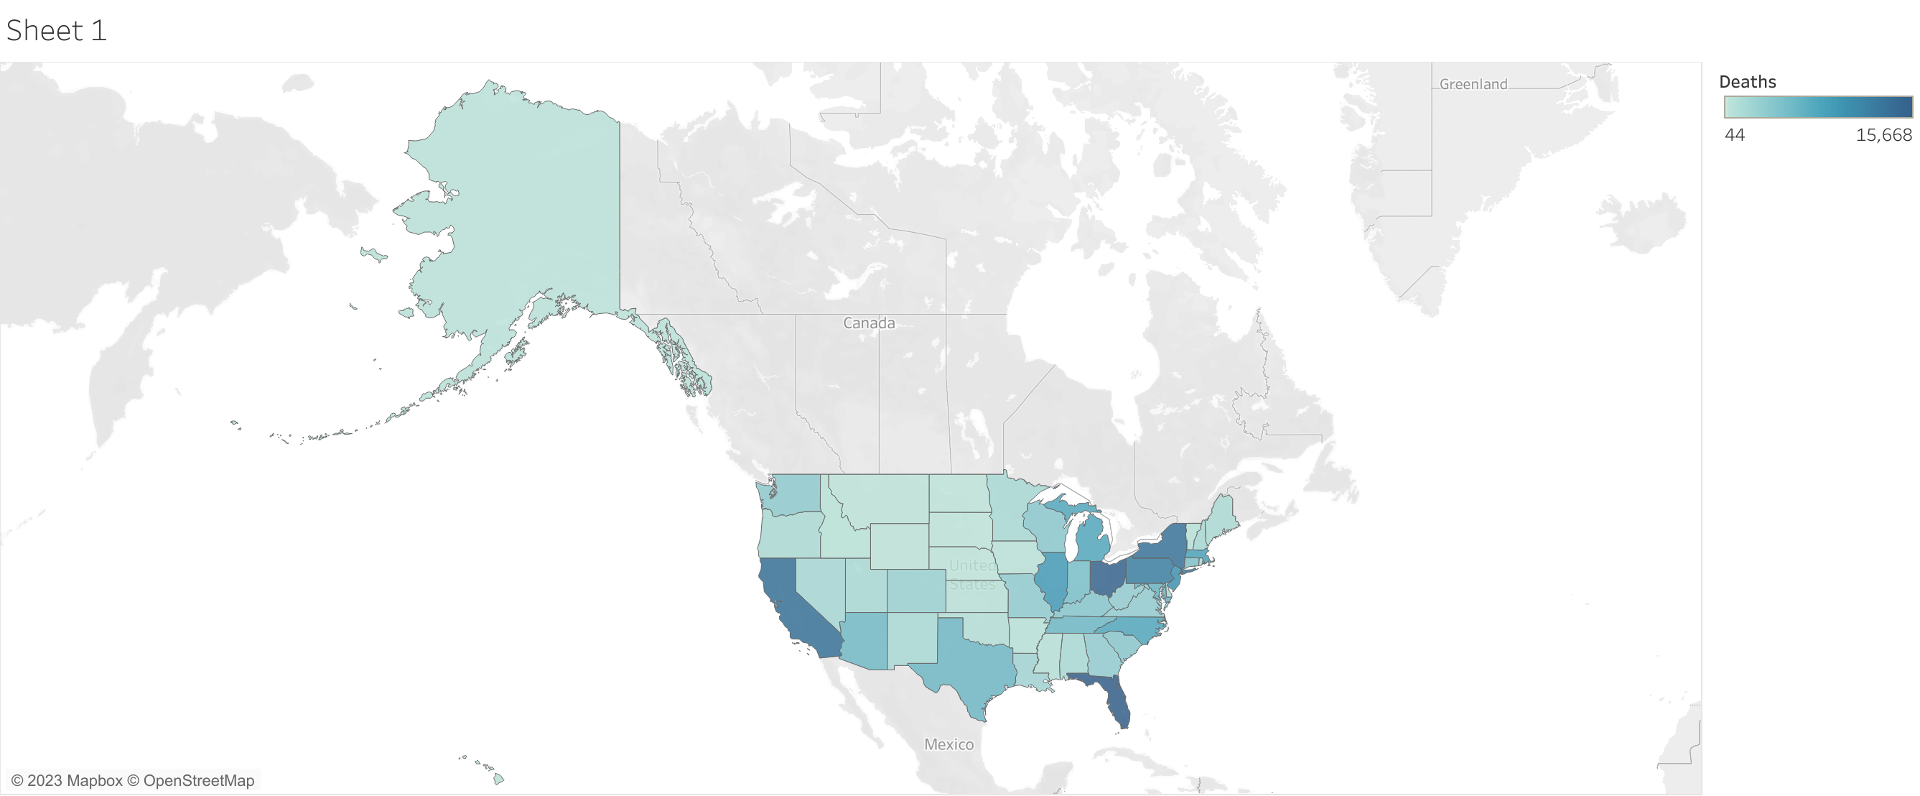 Sheet 1
Deaths
44
15,668
Greenland
Canada
United
States
Mexico
© 2023 Mapbox © OpenStreetMap